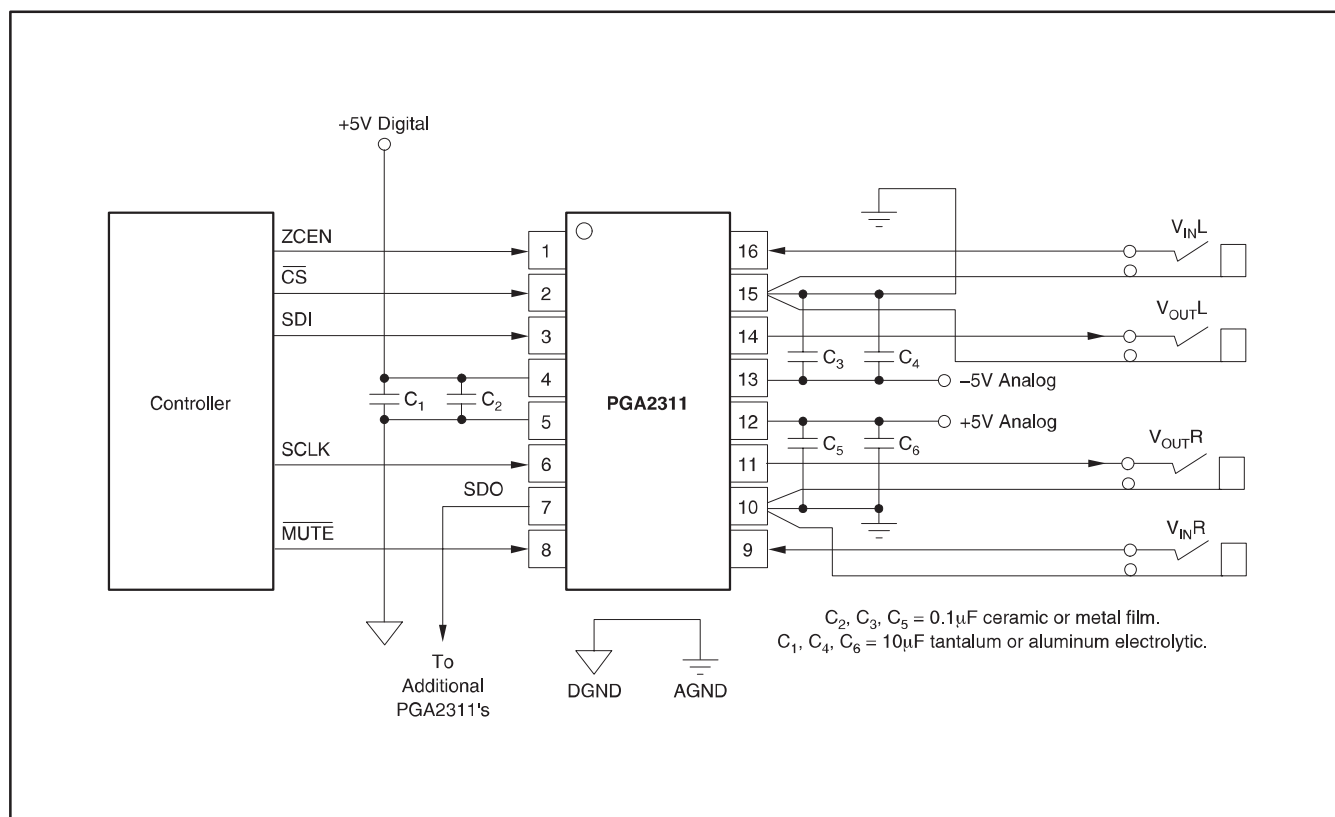 +5V Digital
Controller
ZCEN
CS
SDI
SCLK
SDO
MUTE
C1
C2
To
Additional
PGA2311's
PGA2311
1
2
3
4
5
6
7
8
16
15
14
13
12
11
10
9
C3
C4
–5V Analog
+5V Analog
C5
C6
VINL
VOUTL
VOUTR
VINR
C2, C3, C5 = 0.1µF ceramic or metal film.
C1, C4, C6 = 10µF tantalum or aluminum electrolytic.
DGND
AGND